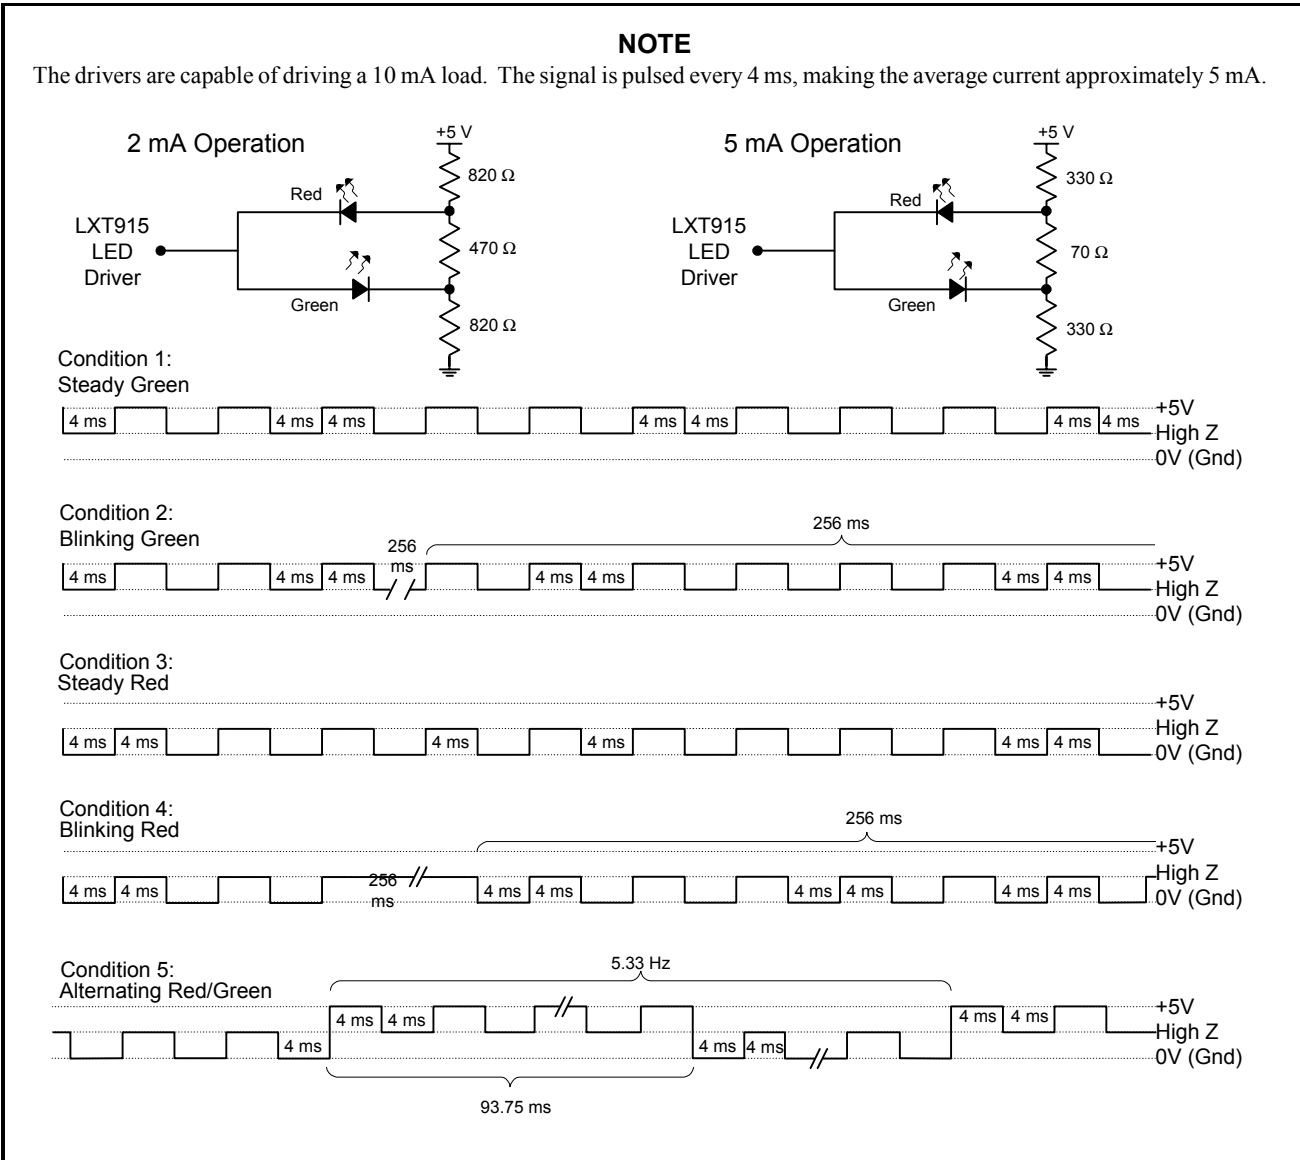 NOTE
The drivers are capable of driving a 10 mA load. The signal is pulsed every 4 ms, making the average current approximately 5 mA.
2 mA Operation
+5 V
820 Ω
Red
LXT915
LED
Driver
470 Ω
Green
820 Ω
5 mA Operation
+5 V
330 Ω
Red
LXT915
LED
Driver
70 Ω
Green
330 Ω
Condition 1:
Steady Green
4 ms 4 ms 4 ms 4 ms 4 ms 4 ms 4 ms
+5V
High Z
0V (Gnd)
Condition 2:
Blinking Green
256
ms
256 ms
4 ms 4 ms 4 ms 4 ms 4 ms 4 ms 4 ms
+5V
High Z
0V (Gnd)
Condition 3:
Steady Red
+5V
High Z
0V (Gnd)
4 ms 4 ms 4 ms 4 ms 4 ms 4 ms
Condition 4:
Blinking Red
256 ms
+5V
High Z
0V (Gnd)
256
ms
4 ms 4 ms 4 ms 4 ms 4 ms 4 ms 4 ms 4 ms
Condition 5:
Alternating Red/Green
5.33 Hz
4 ms 4 ms 4 ms 4 ms
+5V
High Z
0V (Gnd)
4 ms 4 ms 4 ms
93.75 ms